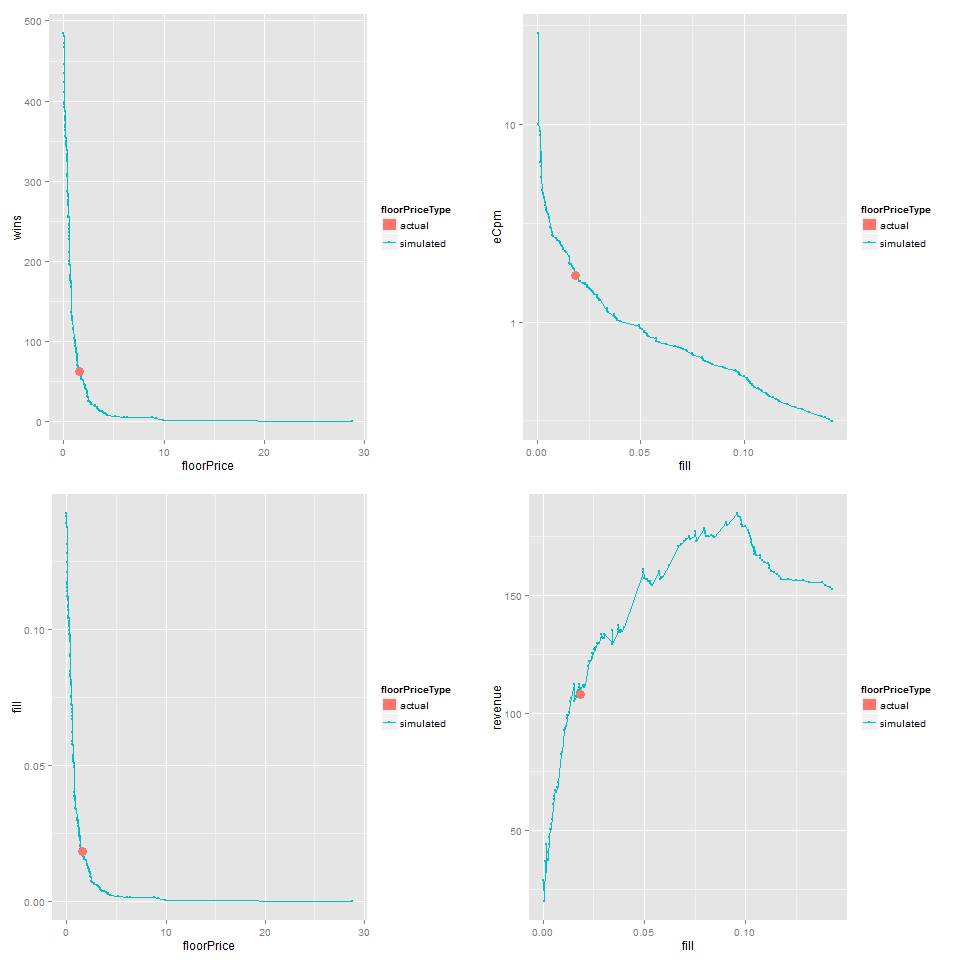 500
400
300
200
100
0
wins
0 10 20 30
floorPrice
floorPriceType
actual
simulated
10
1
eCpm
0.00 0.05 0.10
fill
floorPriceType
actual
simulated
0.10
0.05
0.00
fill
0 10 20 30
floorPrice
floorPriceType
actual
simulated
150
100
50
revenue
0.00 0.05 0.10
fill
floorPriceType
actual
simulated